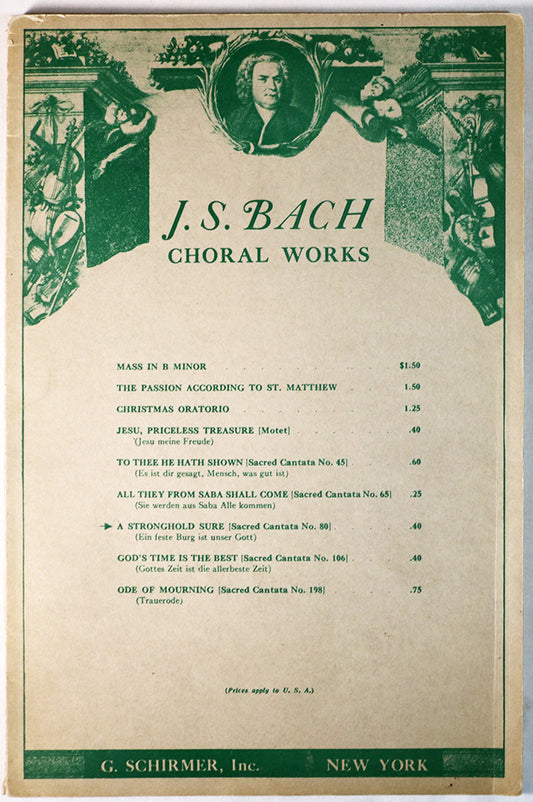 J. S. BACH
CHORAL WORKS
MASS IN B MINOR . . . . . . . . . . $1.50
THE PASSION ACCORDING TO ST. MATTHEW . . 1.50
CHRISTMAS ORATORIO . . . . . . . . . 1.25
JESU, PRICELESS TREASURE [Motet] . . . . . .40
(Jesu meine Freude)
TO THEE HE HATH SHOWN [Sacred Cantata No. 45] . . .60
(Es ist dir gesagt, Mensch, was gut ist)
ALL THEY FROM SABA SHALL COME [Sacred Cantata No. 65] .25
(Sie werden aus Saba Alle kommen)
A STRONGHOLD SURE [Sacred Cantata No. 80] . . . .40
(Ein feste Burg ist unser Gott)
GOD'S TIME IS THE BEST [Sacred Cantata No. 106] . . .40
(Gottes Zeit ist die allerbeste Zeit)
ODE OF MOURNING [Sacred Cantata No. 198] . . . .75
(Trauerode)
(Prices apply to U. S. A.)
G. SCHIRMER, Inc. NEW YORK